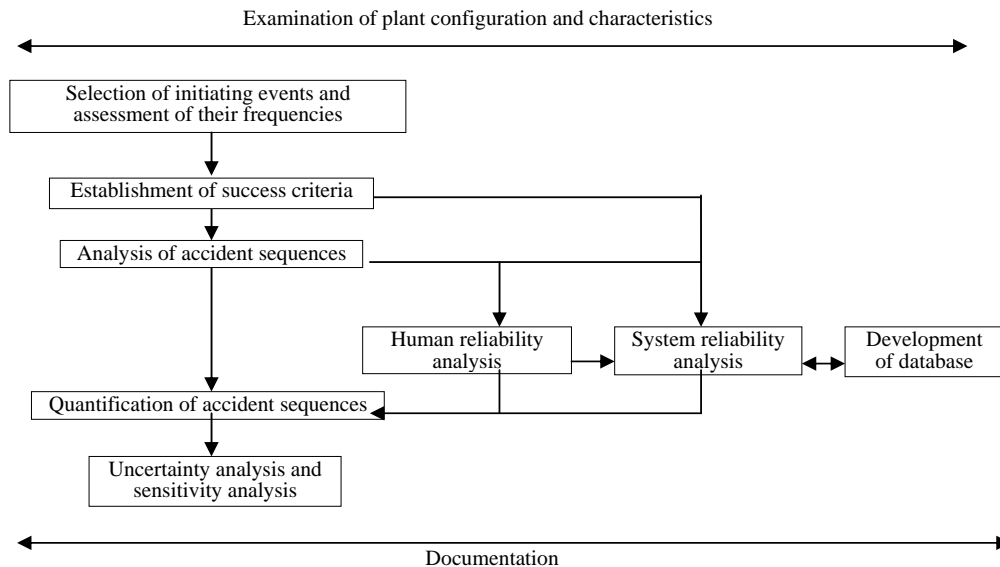 Examination of plant configuration and characteristics
Selection of initiating events and
assessment of their frequencies
Establishment of success criteria
Analysis of accident sequences
Human reliability
analysis
System reliability
analysis
Development
of database
Quantification of accident sequences
Uncertainty analysis and
sensitivity analysis
Documentation